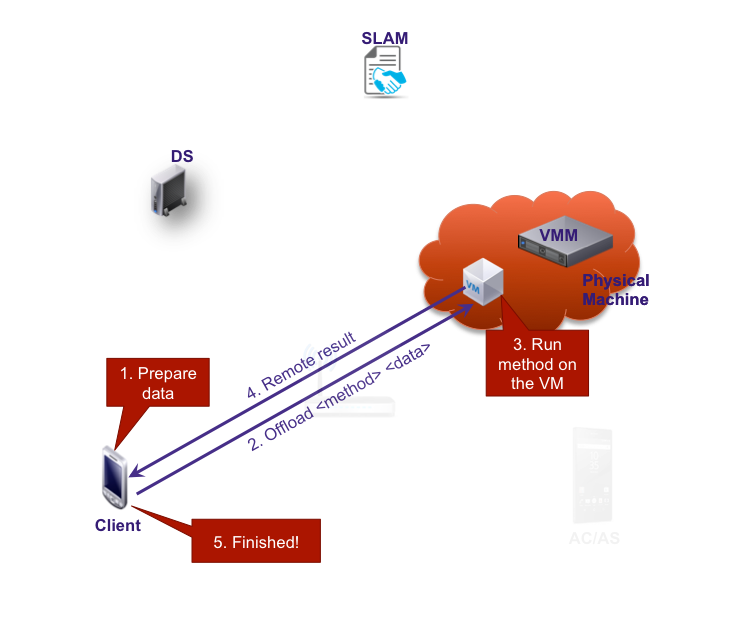 SLAM
DS
VMM
VM
Physical
Machine
4. Remote result
2. Offload <method> <data>
3. Run
method on
the VM
1. Prepare
data
Client
5. Finished!
AC/AS